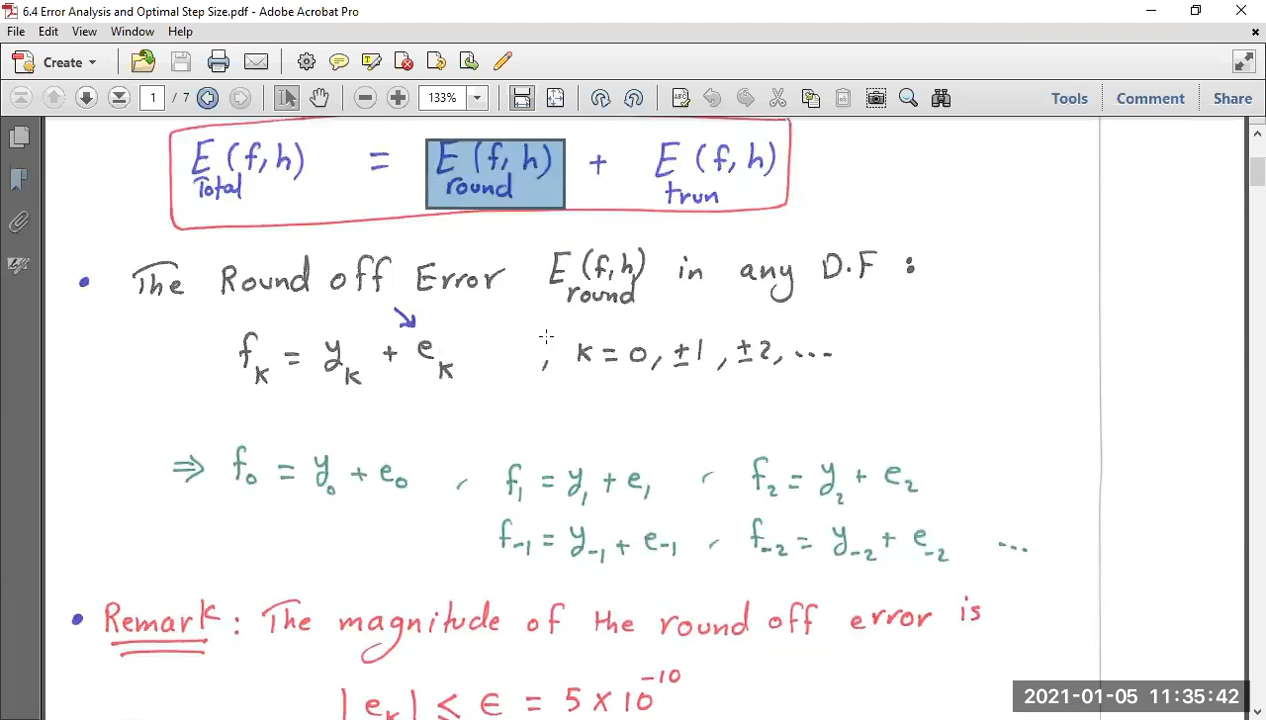 6.4 Error Analysis and Optimal Step Size.pdf - Adobe Acrobat Pro
File Edit View Window Help
Create
1 / 7 133% Tools Comment Share
E (f,h) = E (f,h) + E (f,h)
Total round trun
• The Round off Error E (f,h) in any D.F :
round
f_k = y_k + e_k , k = 0, ±1, ±2, ...
⇒ f_0 = y_0 + e_0 , f_1 = y_1 + e_1 , f_2 = y_2 + e_2
f_-1 = y_-1 + e_-1 , f_-2 = y_-2 + e_-2 ...
• Remark : The magnitude of the round off error is
|e_k| ≤ ϵ = 5 × 10^-10
2021-01-05 11:35:42